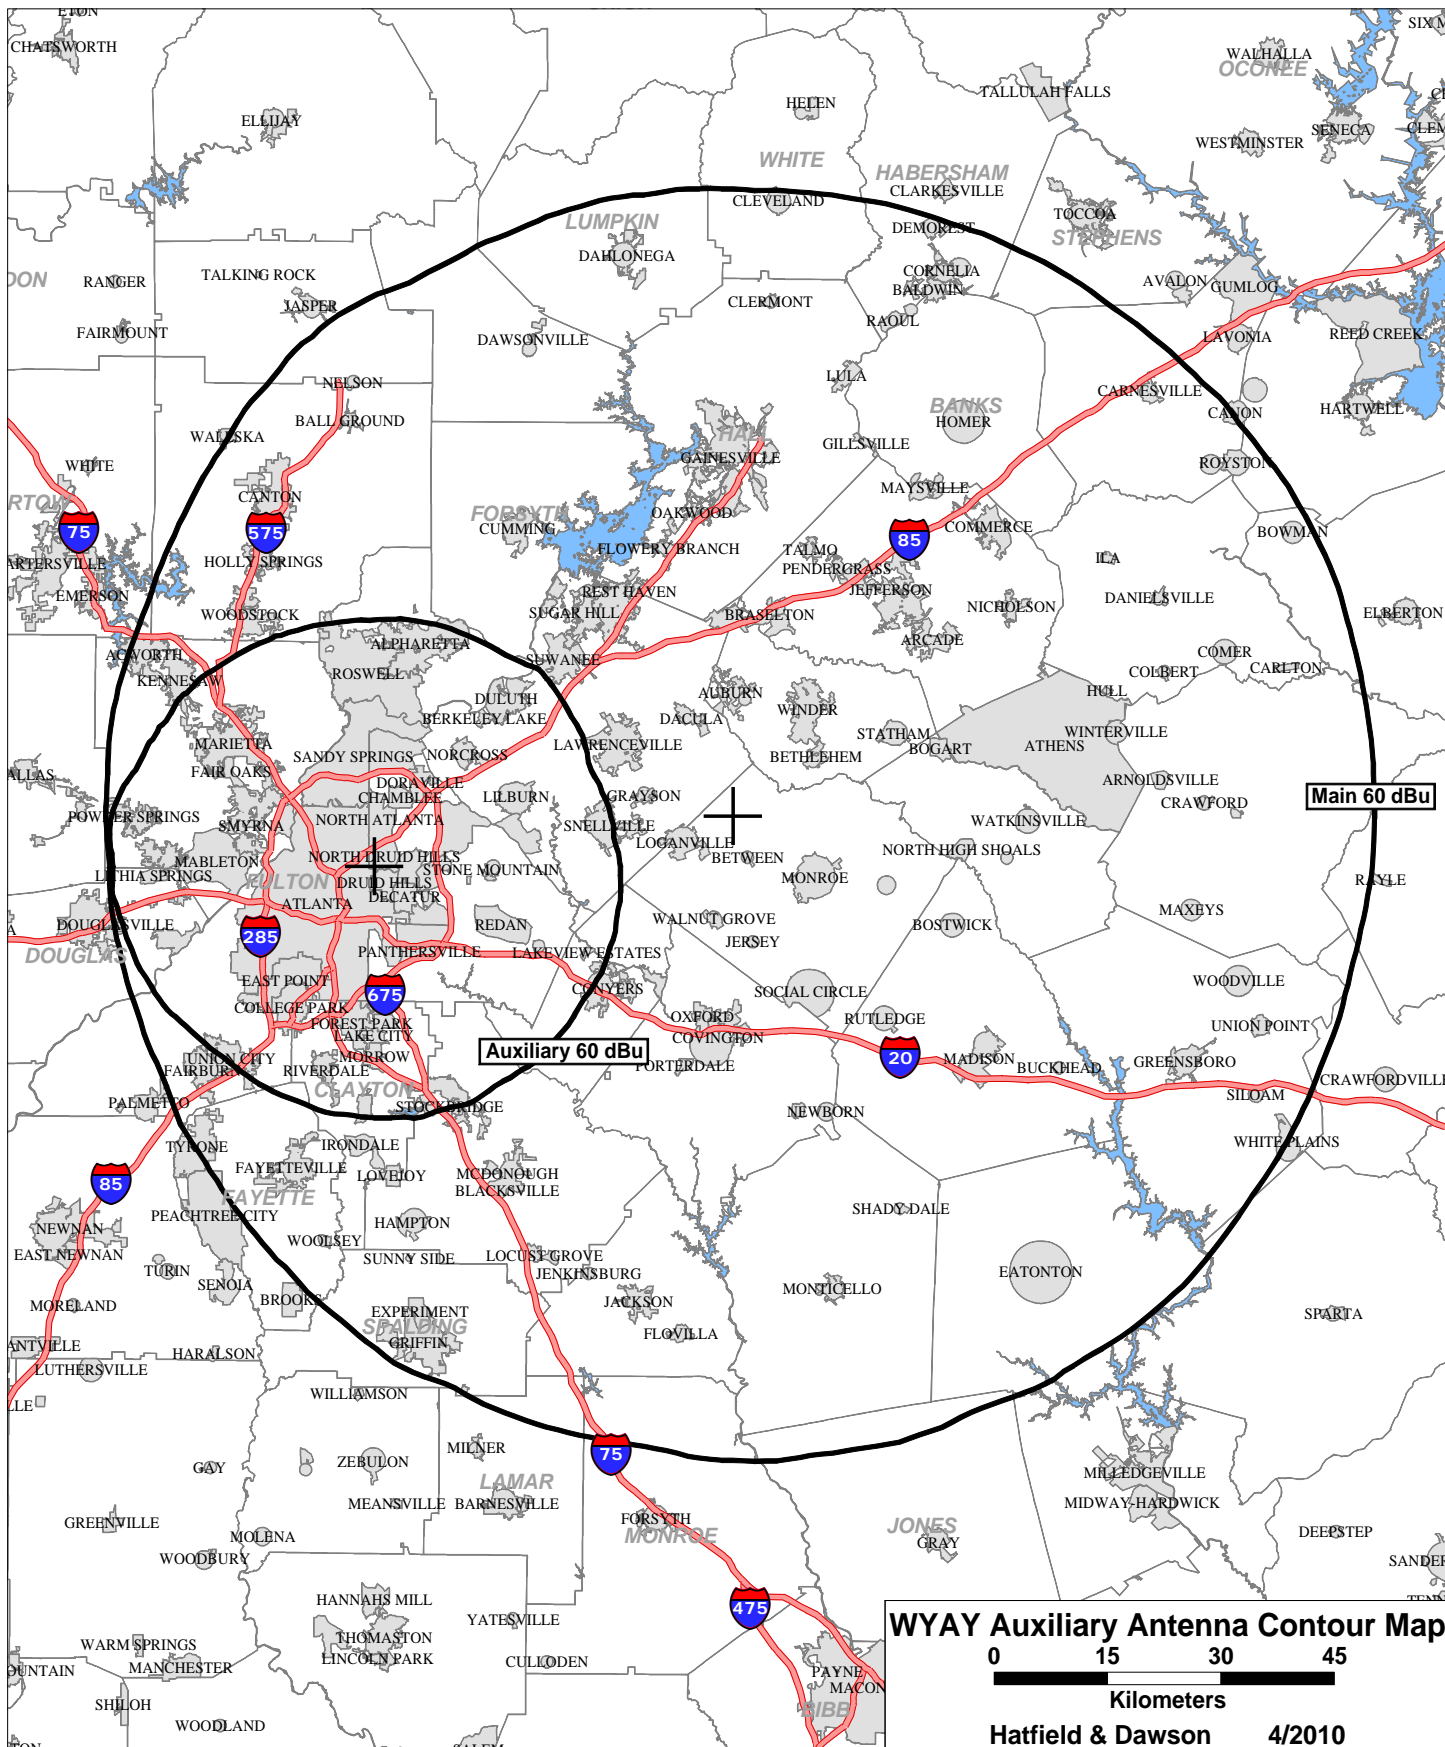 ETON
CHATSWORTH
SIX M
WALHALLA
OCONEE
ELLIJAY
HELEN
TALLULAH FALLS
SENECA
CLEM
WESTMINSTER
WHITE
HABERSHAM
CLARKESVILLE
CLEVELAND
LUMPKIN
DEMOREST
TOCCOA
STEPHENS
DAHLONEGA
DON
RANGER
TALKING ROCK
CORNELIA
BALDWIN
AVALON
GUMLOG
JASPER
CLERMONT
RAOUL
FAIRMOUNT
DAWSONVILLE
LAVONIA
REED CREEK
NELSON
LULA
CARNESVILLE
BALL GROUND
BANKS
HOMER
CANON
HARTWELL
WALESKA
HALL
GAINESVILLE
GILLSVILLE
WHITE
ROYSTON
CANTON
MAYSVILLE
RTOW
75
575
FORSYTH
CUMMING
OAKWOOD
85
COMMERCE
BOWMAN
ARTERSVILLE
HOLLY SPRINGS
FLOWERY BRANCH
TALMO
PENDERGRASS
ILA
EMERSON
REST HAVEN
JEFFERSON
DANIELSVILLE
WOODSTOCK
SUGAR HILL
BRASELTON
NICHOLSON
ELBERTON
ACWORTH
ALPHARETTA
ARCADE
KENNESAW
ROSWELL
SUWANEE
COMER
COLBERT
CARLTON
DULUTH
AUBURN
HULL
BERKELEY LAKE
DACULA
WINDER
MARIETTA
SANDY SPRINGS
NORCROSS
LAWRENCEVILLE
STATHAM
BOGART
ATHENS
WINTERVILLE
FAIR OAKS
BETHLEHEM
ALLAS
DORAVILLE
CHAMBLEE
LILBURN
GRAYSON
ARNOLDSVILLE
CRAWFORD
Main 60 dBu
POWDER SPRINGS
SMYRNA
NORTH ATLANTA
SNELLVILLE
WATKINSVILLE
LOGANVILLE
BETWEEN
NORTH HIGH SHOALS
MABLETON
NORTH DRUID HILLS
STONE MOUNTAIN
LITHIA SPRINGS
FULTON
DRUID HILLS
DECATUR
MONROE
RAYLE
ATLANTA
MAXEYS
DOUGLASVILLE
DOUGLAS
285
REDAN
WALNUT GROVE
BOSTWICK
JERSEY
PANTHERSVILLE
LAKEVIEW ESTATES
EAST POINT
675
CONYERS
SOCIAL CIRCLE
WOODVILLE
COLLEGE PARK
FOREST PARK
LAKE CITY
OXFORD
COVINGTON
RUTLEDGE
UNION POINT
Auxiliary 60 dBu
UNION CITY
FAIRBURN
MORROW
RIVERDALE
PORTERDALE
20
MADISON
BUCKHEAD
GREENSBORO
CRAWFORDVILLE
CLAYTON
PALMETTO
STOCKBRIDGE
NEWBORN
SILOAM
TYRONE
IRONDALE
WHITE PLAINS
85
FAYETTEVILLE
LOVEJOY
MCDONOUGH
BLACKSVILLE
FAYETTE
PEACHTREE CITY
HAMPTON
SHADY DALE
NEWNAN
EAST NEWNAN
WOOLSEY
SUNNY SIDE
LOCUST GROVE
JENKINSBURG
TURIN
SENOIA
BROOKS
MONTICELLO
EATONTON
MORELAND
EXPERIMENT
SPALDING
GRIFFIN
JACKSON
SPARTA
FLOVILLA
ANTVILLE
HARALSON
LUTHERSVILLE
WILLIAMSON
LLE
GAY
ZEBULON
MILNER
75
MILLEDGEVILLE
LAMAR
MEANSVILLE
BARNESVILLE
MIDWAY-HARDWICK
GREENVILLE
MOLENA
FORSYTH
MONROE
JONES
GRAY
DEEPSTEP
WOODBURY
SANDER
HANNAHS MILL
475
YATESVILLE
THOMASTON
LINCOLN PARK
WARM SPRINGS
MANCHESTER
CULLODEN
OUNTAIN
PAYNE
MACON
SHILOH
WOODLAND
BIBB
WYAY Auxiliary Antenna Contour Map
0 15 30 45
Kilometers
Hatfield & Dawson 4/2010